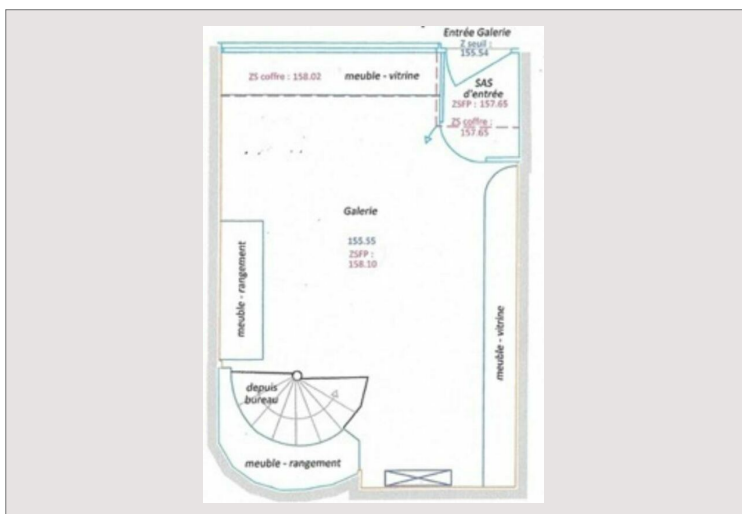 Entrée Galerie
Z seuil :
155.54
ZS coffre : 158.02
meuble - vitrine
SAS
d'entrée
ZSFP : 157.65
ZS coffre :
157.65
Galerie
155.55
ZSFP :
158.10
meuble - rangement
meuble - vitrine
depuis
bureau
meuble - rangement